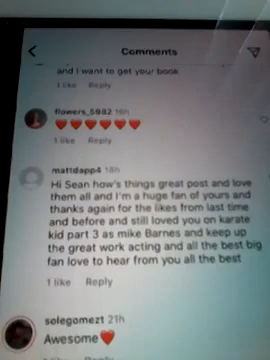 Comments
and I want to get your book
1 like Reply
flowers_5982 16h
❤️❤️❤️❤️❤️❤️
1 like Reply
mattdapp4 18h
Hi Sean how's things great post and love
them all and I'm a huge fan of yours and
thanks again for the likes from last time
and before and still loved you on karate
kid part 3 as mike Barnes and keep up
the great work acting and all the best big
fan love to hear from you all the best
1 like Reply
solegomezt 21h
Awesome❤️